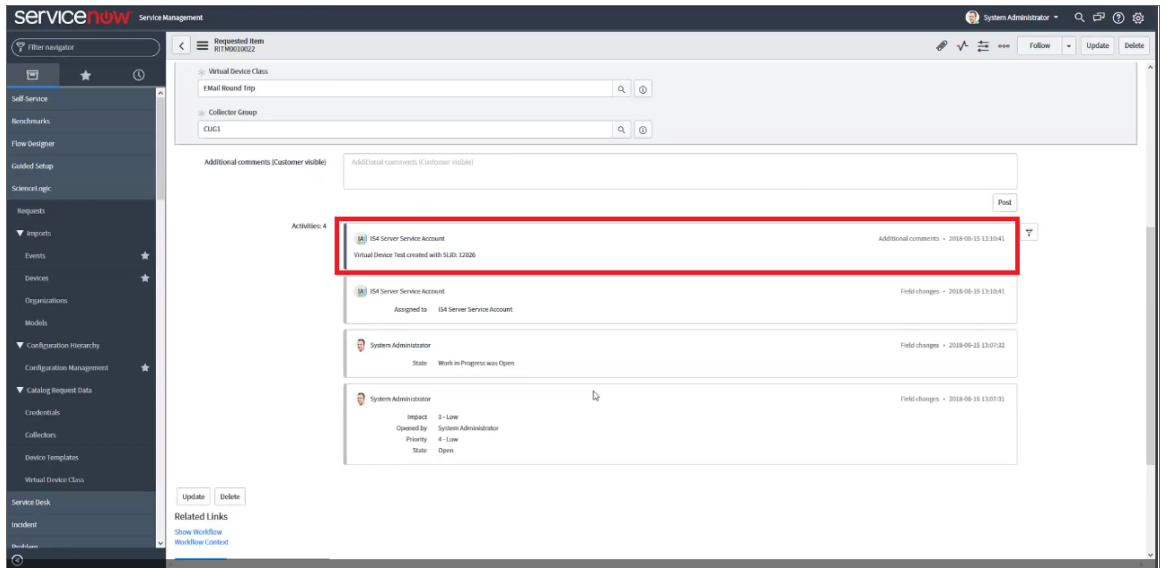 servicenow Service Management
System Administrator
Filter navigator
Self-Service
Benchmarks
Flow Designer
Guided Setup
ScienceLogic
Requests
Imports
Events
Devices
Organizations
Models
Configuration Hierarchy
Configuration Management
Catalog Request Data
Credentials
Collectors
Device Templates
Virtual Device Class
Service Desk
Incident
Problem
Requested Item
RITM0010022
Follow
Update
Delete
Virtual Device Class
EMail Round Trip
Collector Group
CUG1
Additional comments (Customer visible)
Additional comments (Customer visible)
Post
Activities: 4
IA IS4 Server Service Account
Additional comments • 2018-08-15 13:10:41
Virtual Device Test created with SLID: 12826
IA IS4 Server Service Account
Field changes • 2018-08-15 13:10:41
Assigned to IS4 Server Service Account
System Administrator
Field changes • 2018-08-15 13:07:32
State Work in Progress was Open
System Administrator
Field changes • 2018-08-15 13:07:31
Impact 3 - Low
Opened by System Administrator
Priority 4 - Low
State Open
Update Delete
Related Links
Show Workflow
Workflow Context